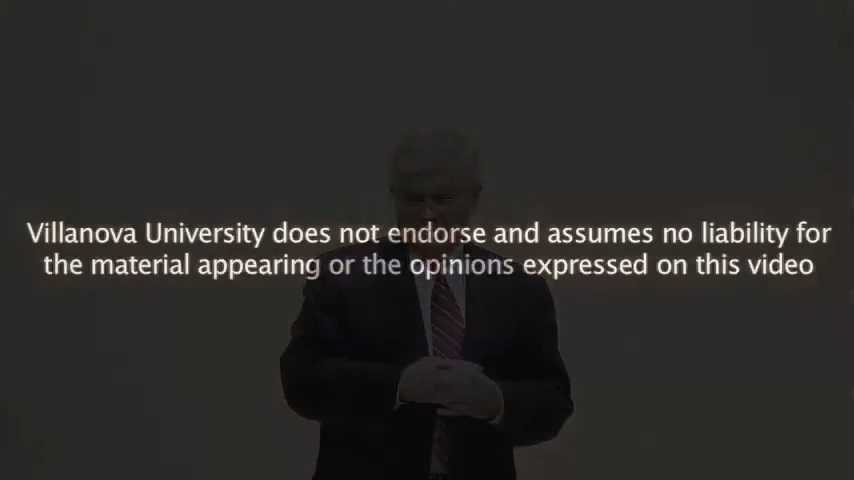 Villanova University does not endorse and assumes no liability for
the material appearing or the opinions expressed on this video